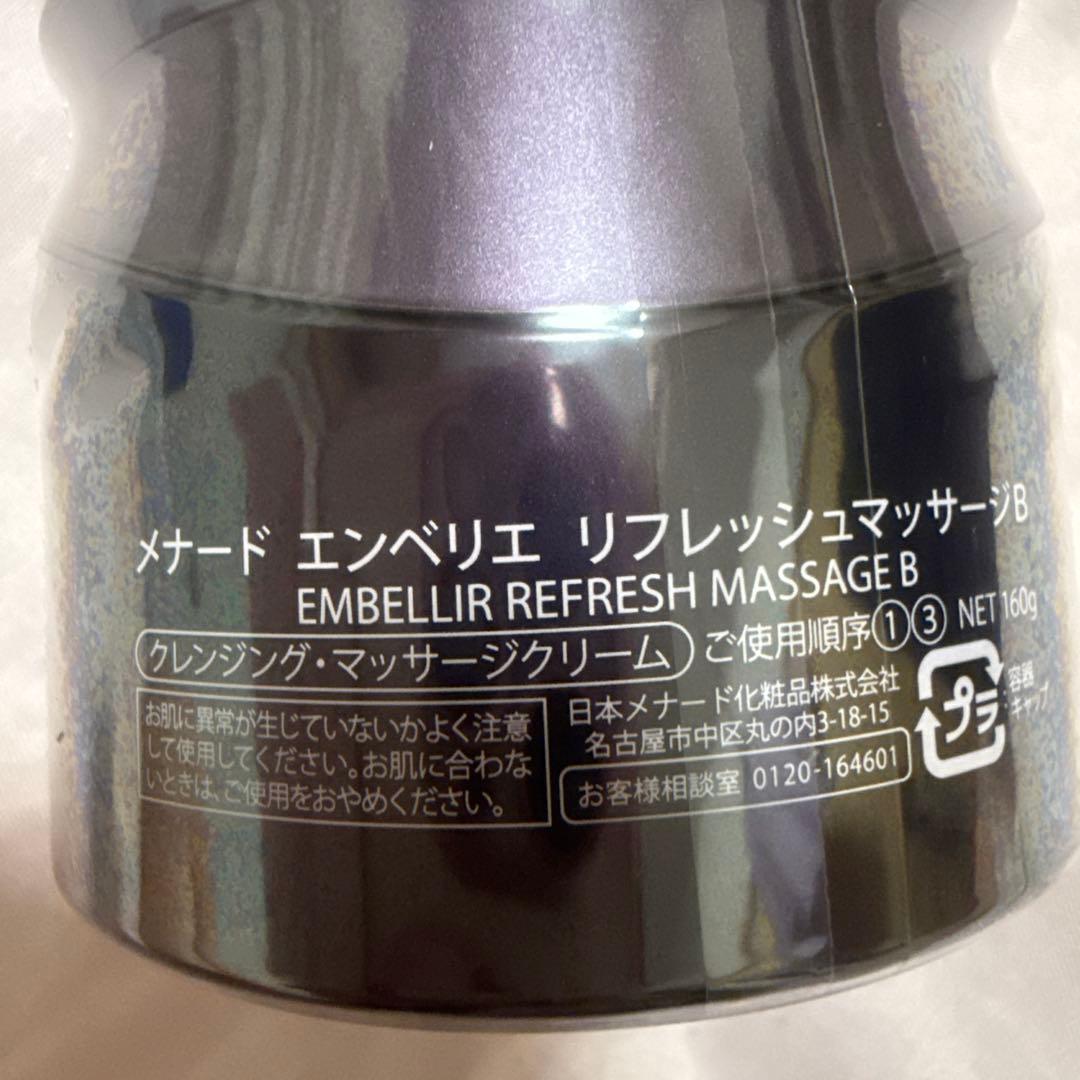 メナード エンベリエ リフレッシュマッサージB
EMBELLIR REFRESH MASSAGE B
クレンジング・マッサージクリーム ご使用順序①③ NET 160g
お肌に異常が生じていないかよく注意
して使用してください。お肌に合わな
いときは、ご使用をおやめください。
日本メナード化粧品株式会社
名古屋市中区丸の内3-18-15
お客様相談室 0120-164601
プラ
:容器
:キャップ